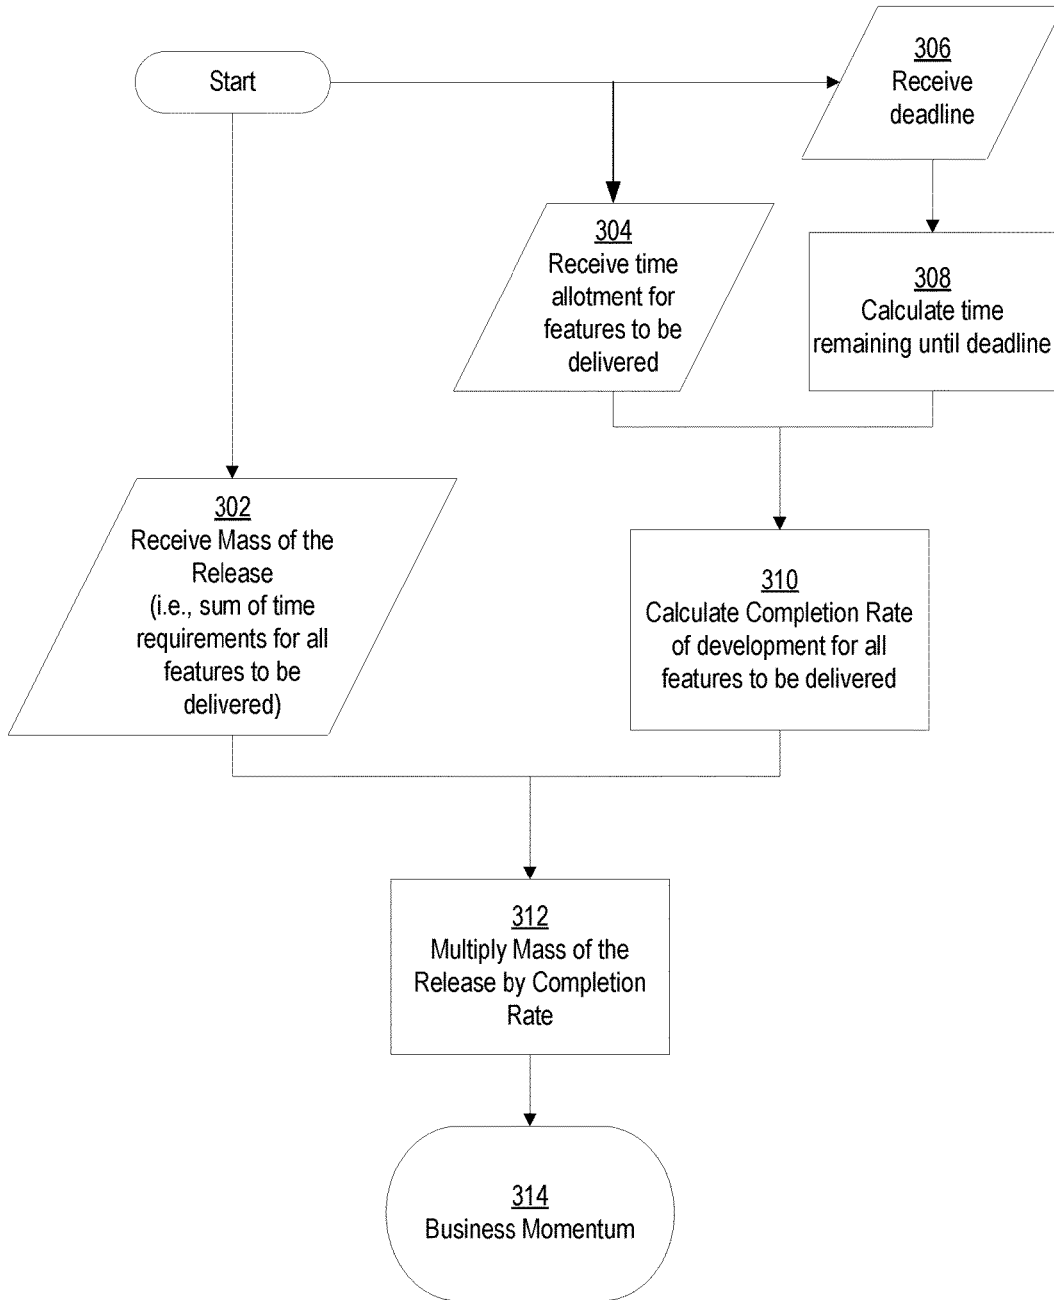 Start
306
Receive
deadline
304
Receive time
allotment for
features to be
delivered
308
Calculate time
remaining until deadline
302
Receive Mass of the
Release
(i.e., sum of time
requirements for all
features to be
delivered)
310
Calculate Completion Rate
of development for all
features to be delivered
312
Multiply Mass of the
Release by Completion
Rate
314
Business Momentum